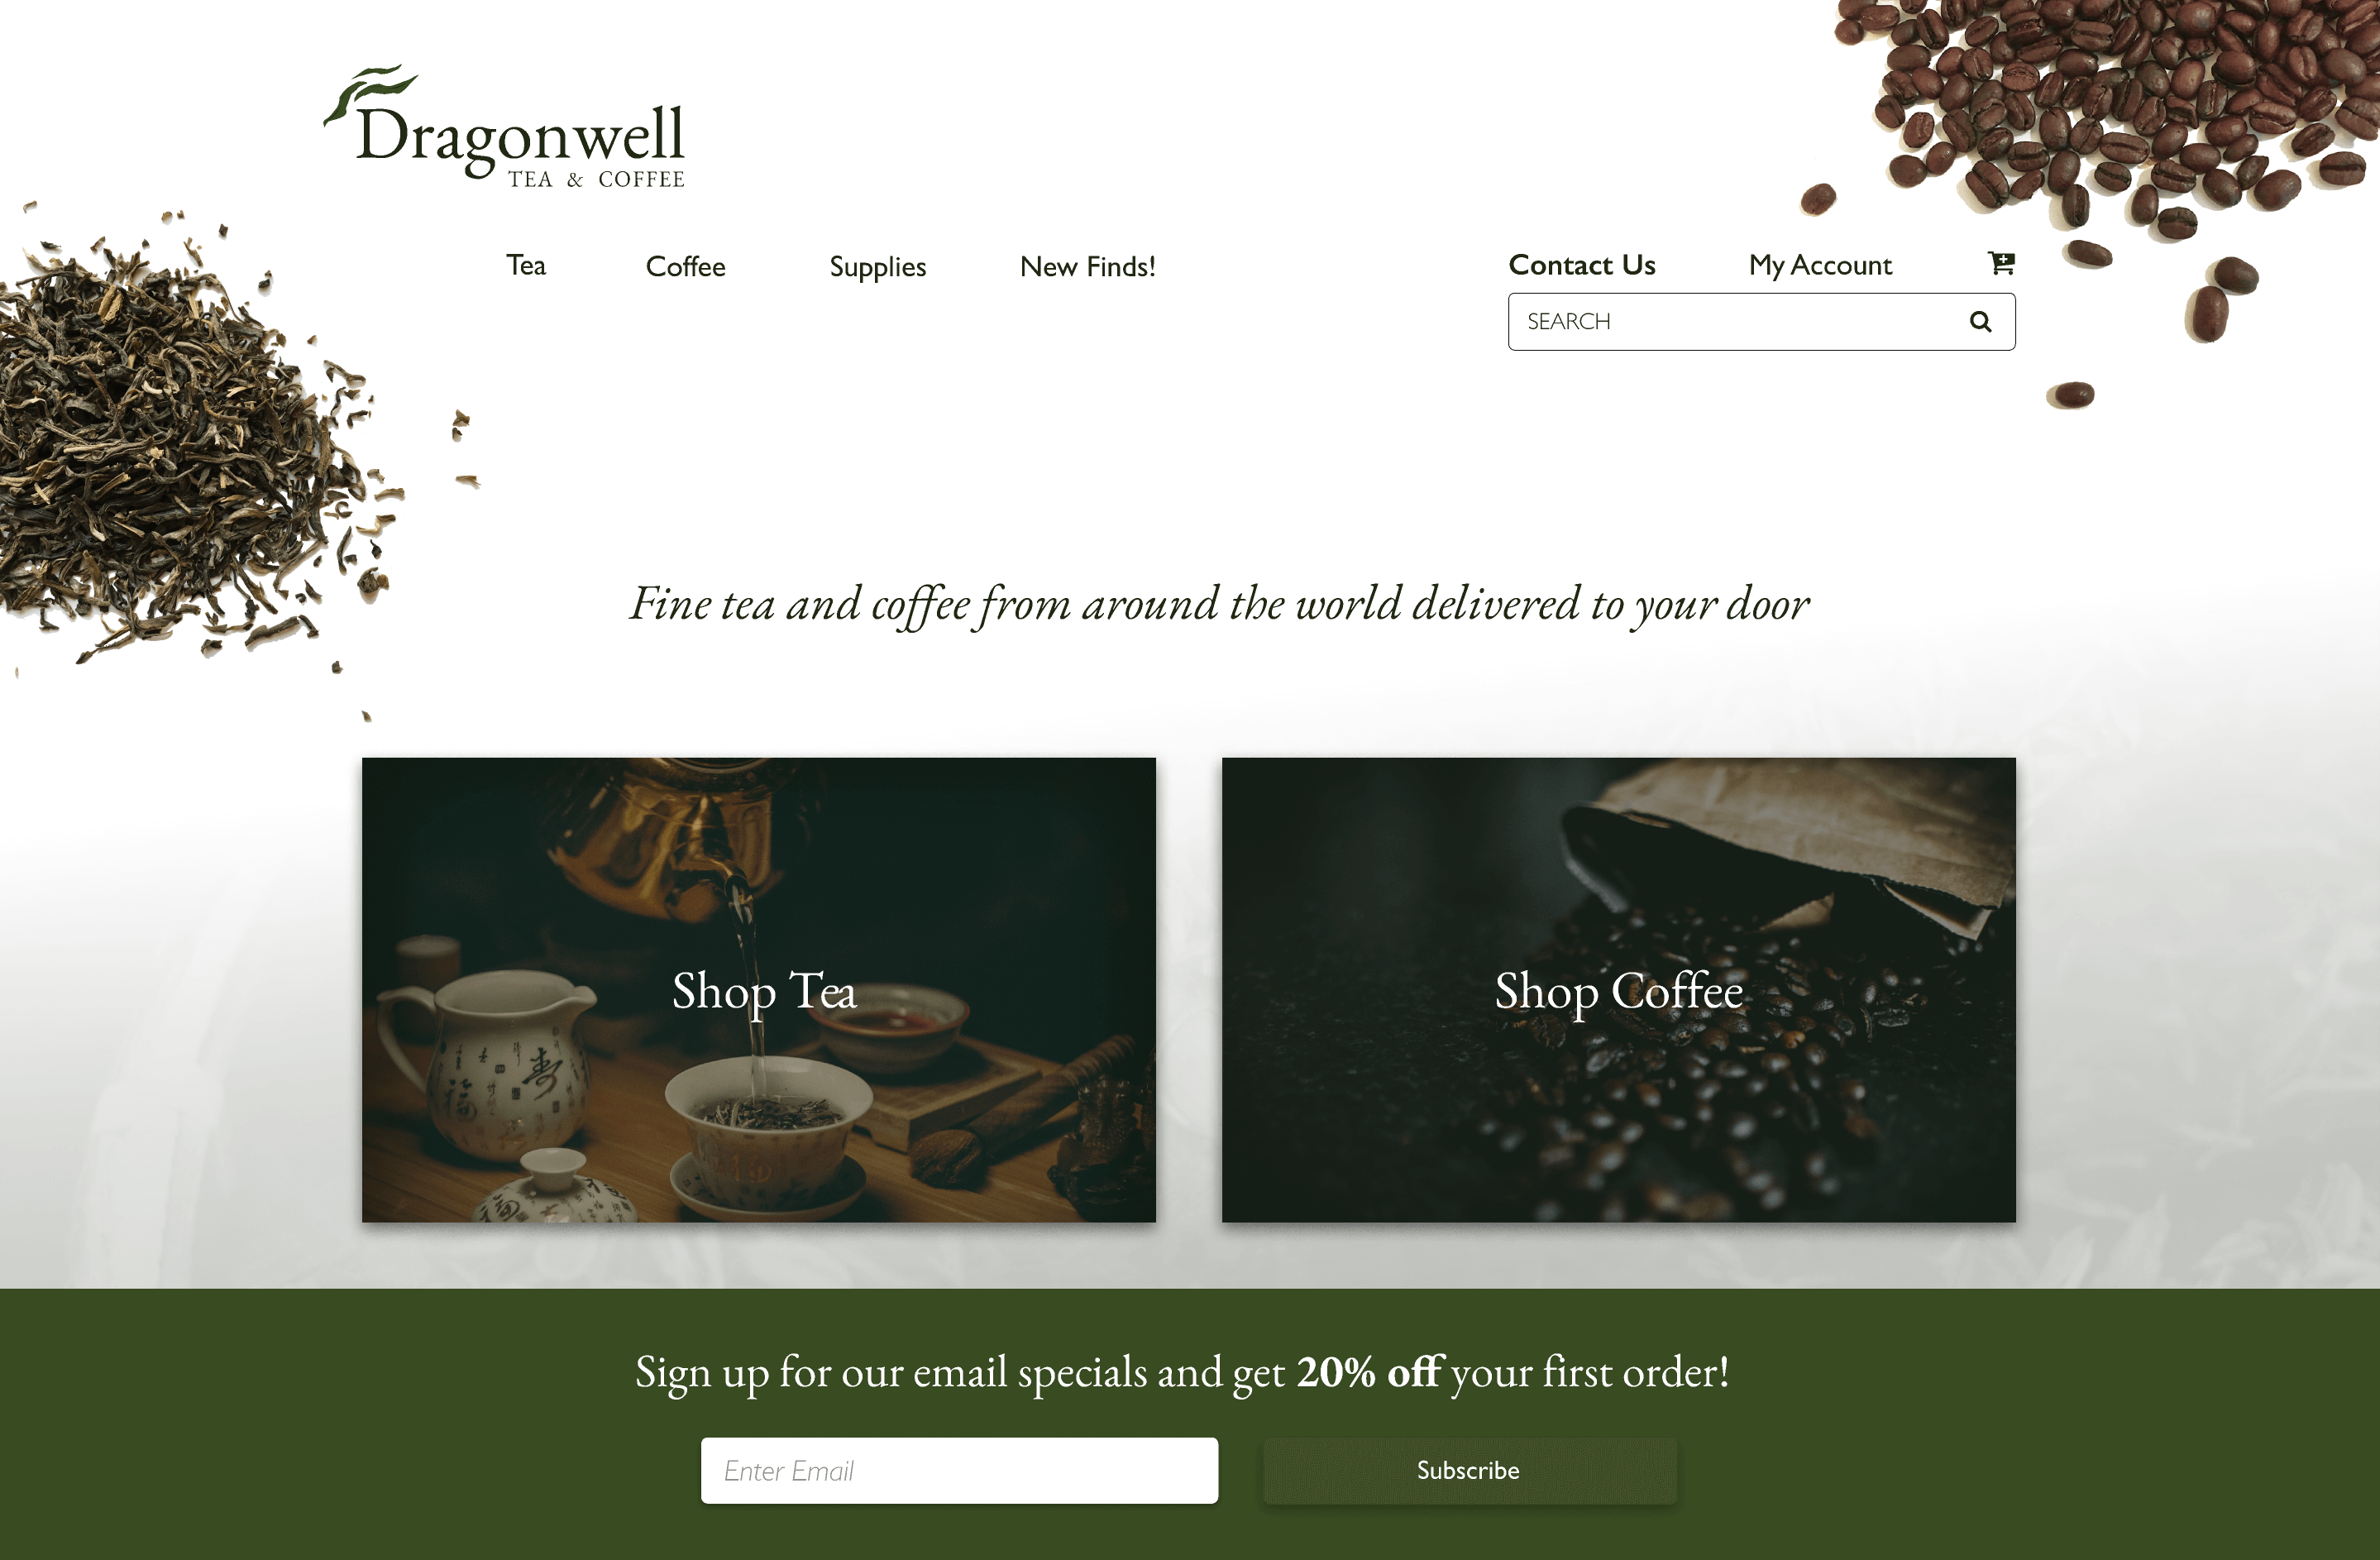 Dragonwell
TEA & COFFEE
Tea Coffee Supplies New Finds!
Contact Us My Account
SEARCH
Fine tea and coffee from around the world delivered to your door
Shop Tea
Shop Coffee
壽
Sign up for our email specials and get 20% off your first order!
Enter Email
Subscribe